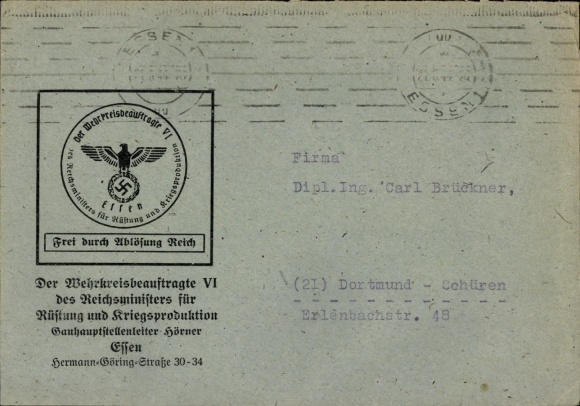 ESSEN 1
ESSEN 1
Der Wehrkreisbeauftragte VI
des Reichsministers für Rüstung und Kriegsproduktion
Essen
Frei durch Ablösung Reich
Der Wehrkreisbeauftragte VI
des Reichsministers für
Rüstung und Kriegsproduktion
Gauhauptstellenleiter Hörner
Essen
Hermann-Göring-Straße 30-34
Firma
Dipl.Ing. Carl Brückner,
(21) Dortmund - Schüren
Erlenbachstr. 48